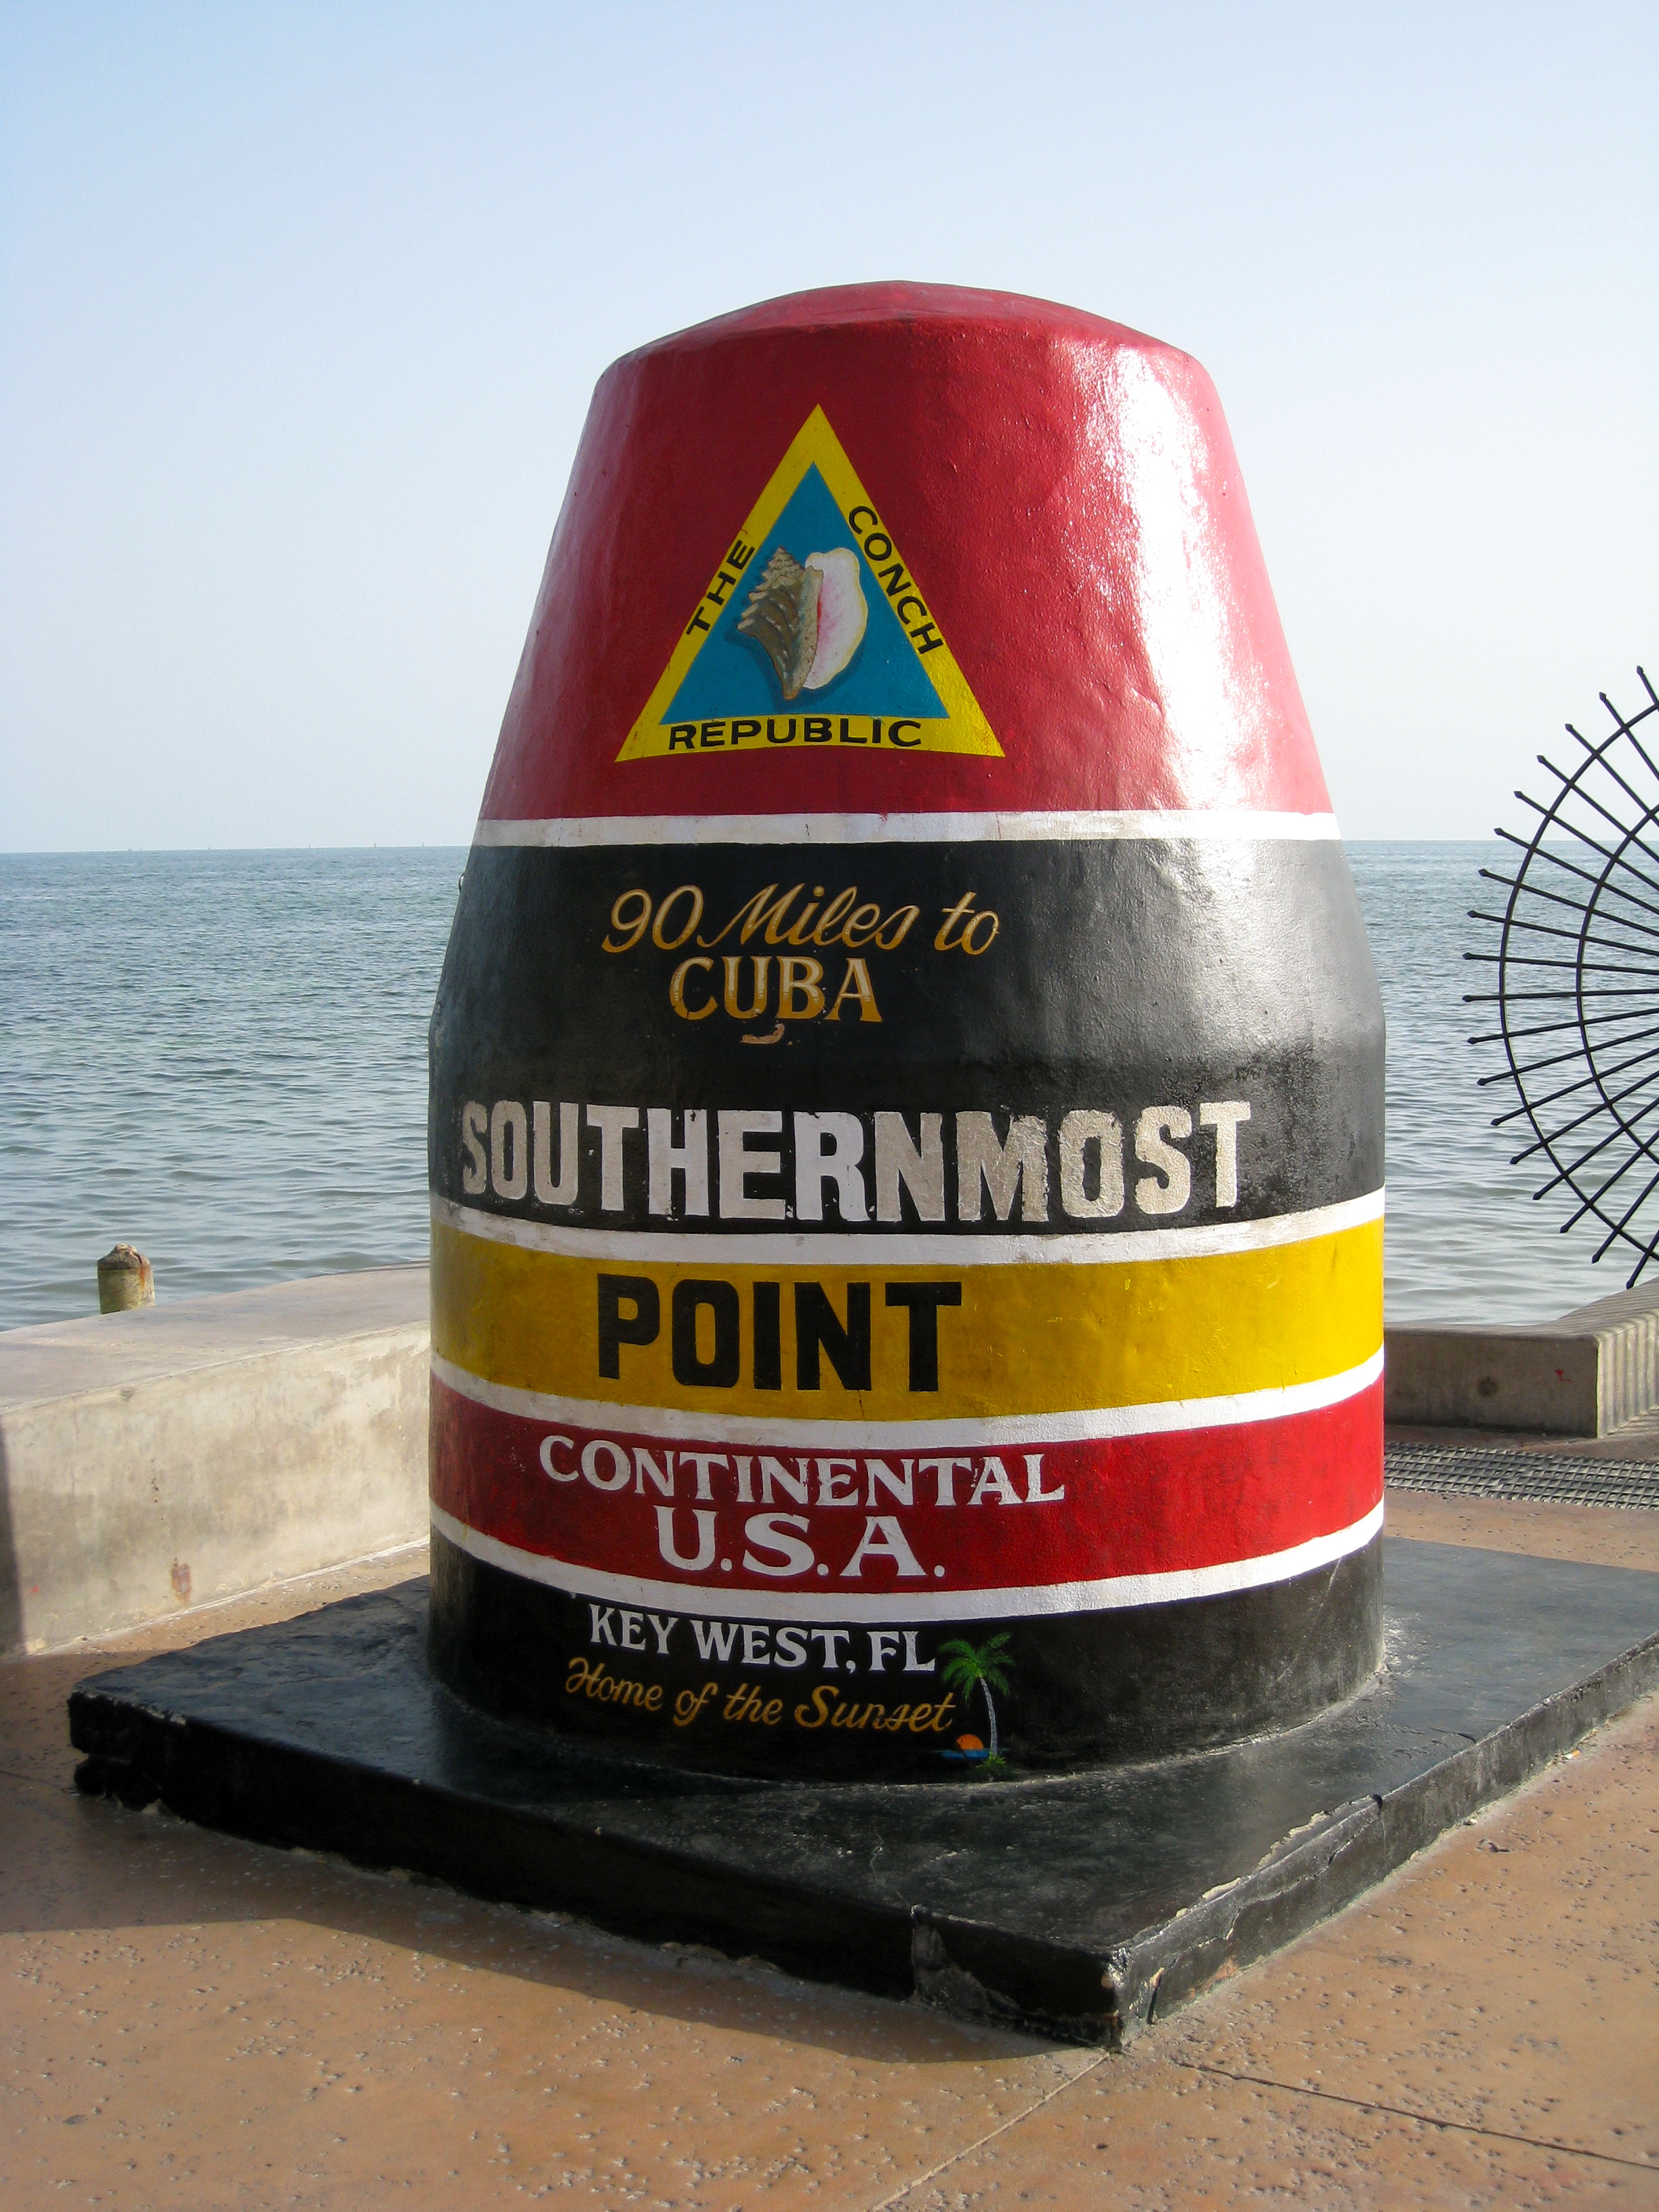 THE CONCH
REPUBLIC
90 Miles to
CUBA
SOUTHERNMOST
POINT
CONTINENTAL
U.S.A.
KEY WEST, FL
Home of the Sunset